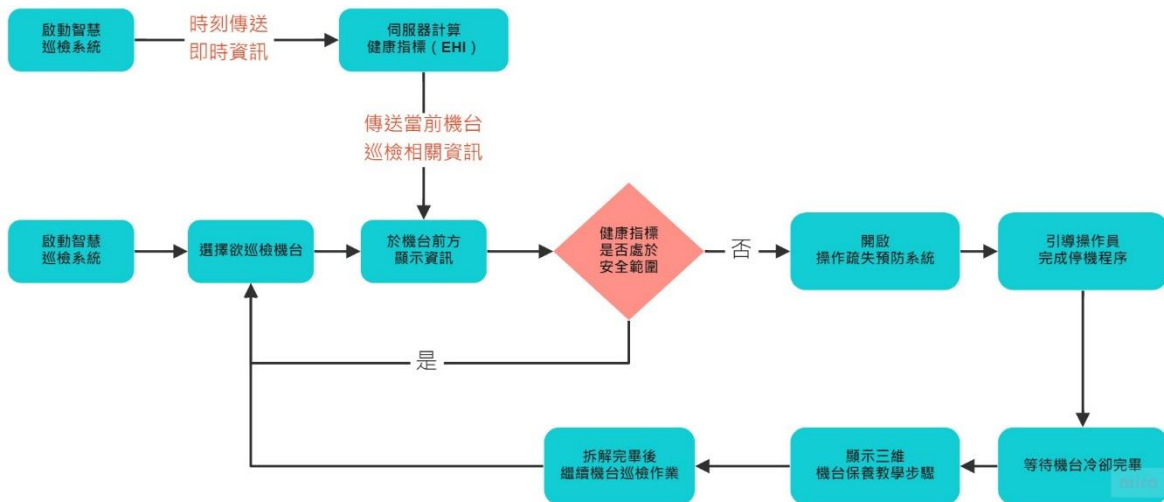 啟動智慧
巡檢系統
時刻傳送
即時資訊
伺服器計算
健康指標（EHI）
傳送當前機台
巡檢相關資訊
啟動智慧
巡檢系統
選擇欲巡檢機台
於機台前方
顯示資訊
健康指標
是否處於
安全範圍
否
開啟
操作疏失預防系統
引導操作員
完成停機程序
是
拆解完畢後
繼續機台巡檢作業
顯示三維
機台保養教學步驟
等待機台冷卻完畢
miro